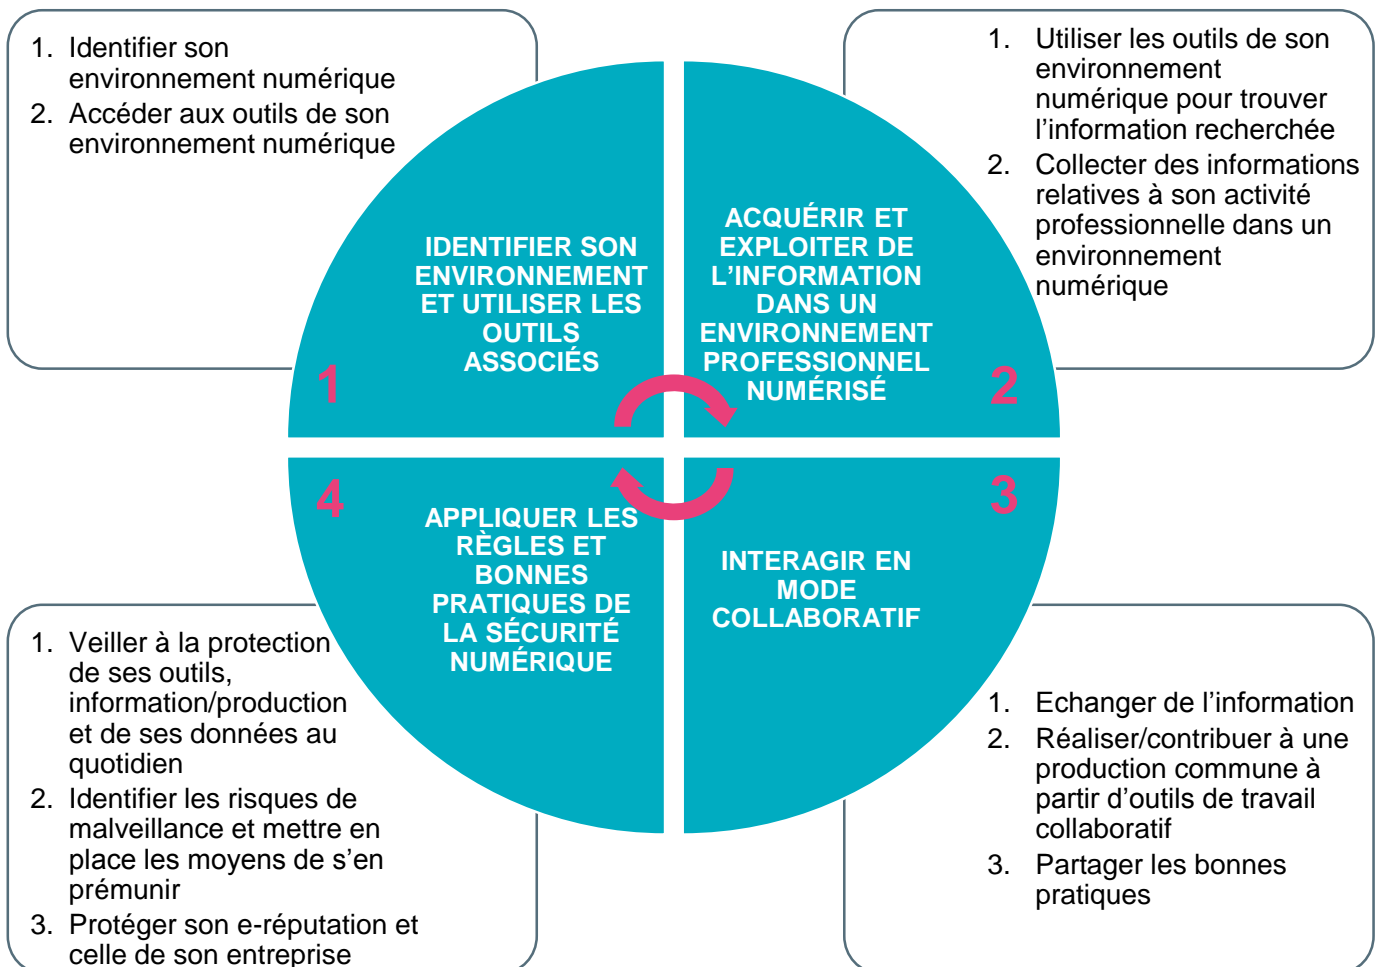 1. Identifier son
environnement numérique
2. Accéder aux outils de son
environnement numérique
1. Utiliser les outils de son
environnement
numérique pour trouver
l’information recherchée
2. Collecter des informations
relatives à son activité
professionnelle dans un
environnement
numérique
IDENTIFIER SON
ENVIRONNEMENT
ET UTILISER LES
OUTILS
ASSOCIÉS
1
ACQUÉRIR ET
EXPLOITER DE
L’INFORMATION
DANS UN
ENVIRONNEMENT
PROFESSIONNEL
NUMÉRISÉ
2
4
APPLIQUER LES
RÈGLES ET
BONNES
PRATIQUES DE
LA SÉCURITÉ
NUMÉRIQUE
3
INTERAGIR EN
MODE
COLLABORATIF
1. Veiller à la protection
de ses outils,
information/production
et de ses données au
quotidien
2. Identifier les risques de
malveillance et mettre en
place les moyens de s’en
prémunir
3. Protéger son e-réputation et
celle de son entreprise
1. Echanger de l’information
2. Réaliser/contribuer à une
production commune à
partir d’outils de travail
collaboratif
3. Partager les bonnes
pratiques